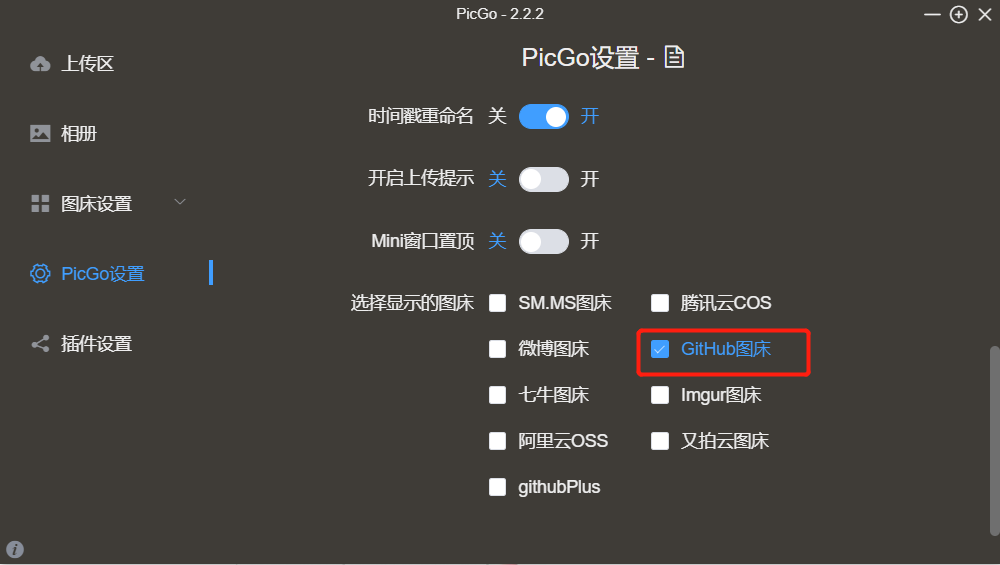 PicGo - 2.2.2
上传区
相册
图床设置
PicGo设置
插件设置
PicGo设置 -
时间戳重命名 关 开
开启上传提示 关 开
Mini窗口置顶 关 开
选择显示的图床 SM.MS图床 腾讯云COS
微博图床 GitHub图床
七牛图床 Imgur图床
阿里云OSS 又拍云图床
githubPlus